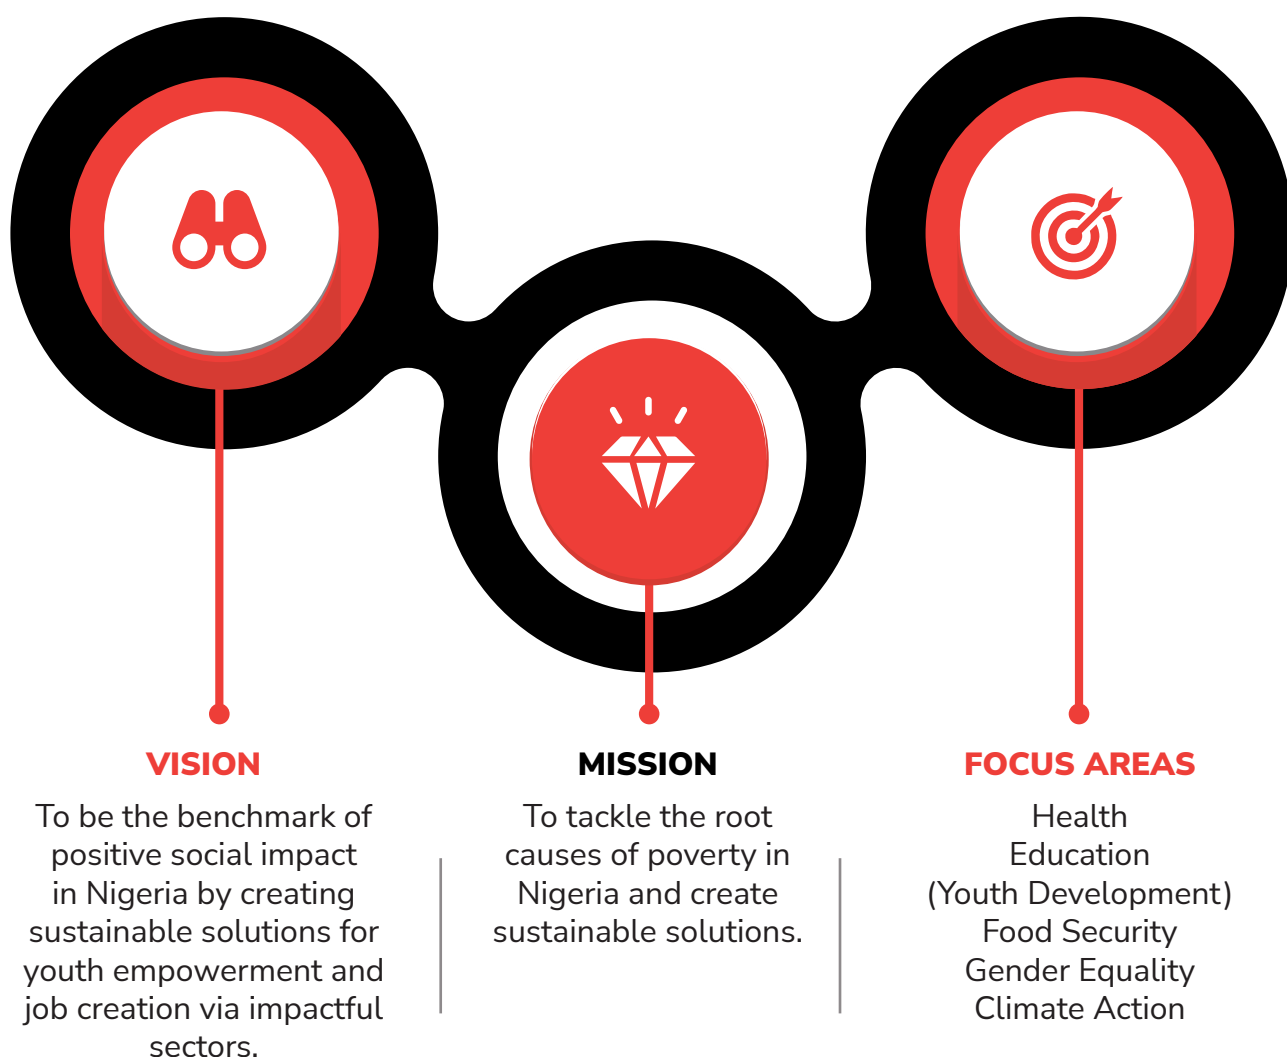 VISION
To be the benchmark of
positive social impact
in Nigeria by creating
sustainable solutions for
youth empowerment and
job creation via impactful
sectors.
MISSION
To tackle the root
causes of poverty in
Nigeria and create
sustainable solutions.
FOCUS AREAS
Health
Education
(Youth Development)
Food Security
Gender Equality
Climate Action